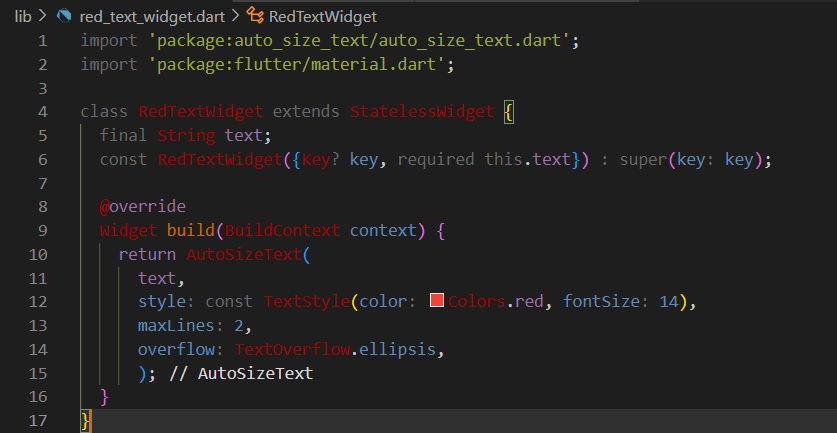 lib > red_text_widget.dart > RedTextWidget
1 import 'package:auto_size_text/auto_size_text.dart';
2 import 'package:flutter/material.dart';
3
4 class RedTextWidget extends StatelessWidget {
5   final String text;
6   const RedTextWidget({Key? key, required this.text}) : super(key: key);
7
8   @override
9   Widget build(BuildContext context) {
10     return AutoSizeText(
11       text,
12       style: const TextStyle(color: Colors.red, fontSize: 14),
13       maxLines: 2,
14       overflow: TextOverflow.ellipsis,
15       ); // AutoSizeText
16   }
17 }